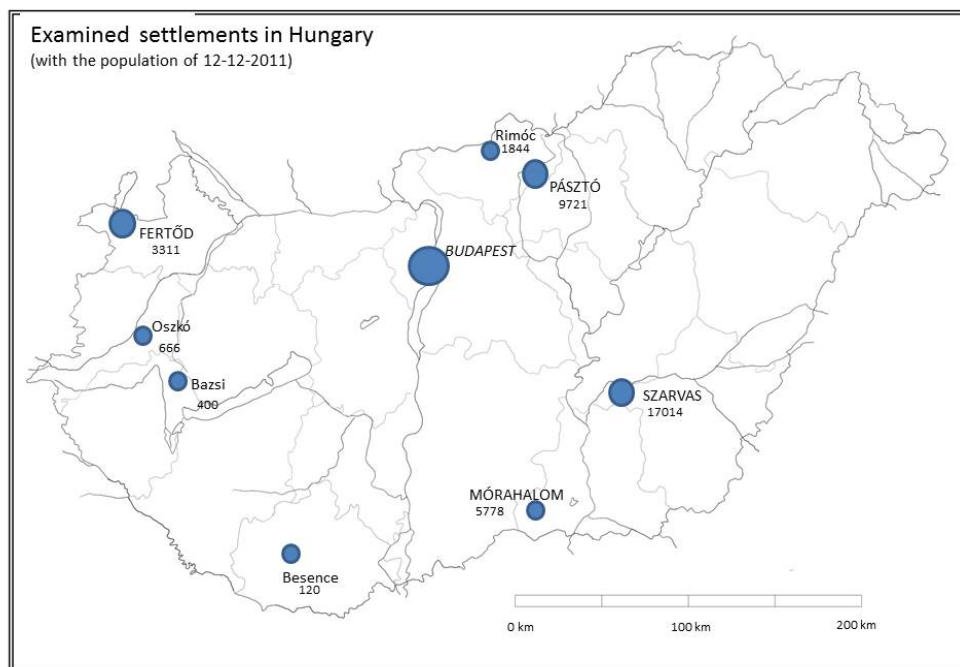 Examined settlements in Hungary
(with the population of 12-12-2011)
Rimóc
1844
PÁSZTÓ
9721
FERTŐD
3311
BUDAPEST
Oszkó
666
Bazsi
400
SZARVAS
17014
MÓRAHALOM
5778
Besence
120
0 km
100 km
200 km